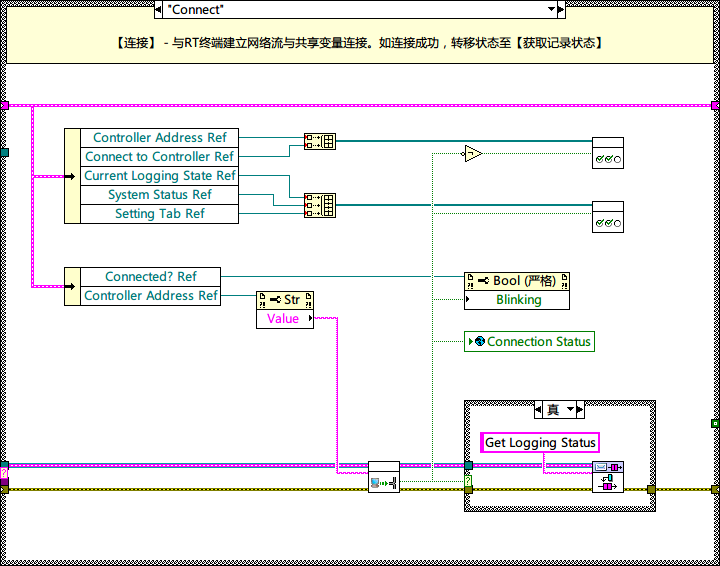 "Connect"
【连接】 - 与RT终端建立网络流与共享变量连接。如连接成功，转移状态至【获取记录状态】
Controller Address Ref
Connect to Controller Ref
Current Logging State Ref
System Status Ref
Setting Tab Ref
Connected? Ref
Controller Address Ref
Str
Value
Bool (严格)
Blinking
Connection Status
真
Get Logging Status